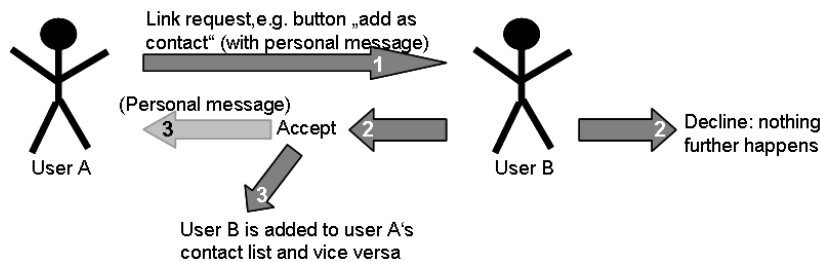 Link request,e.g. button „add as
contact“ (with personal message)
1
(Personal message)
3
Accept
2
2
Decline: nothing
further happens
User A
User B
3
User B is added to user A‘s
contact list and vice versa